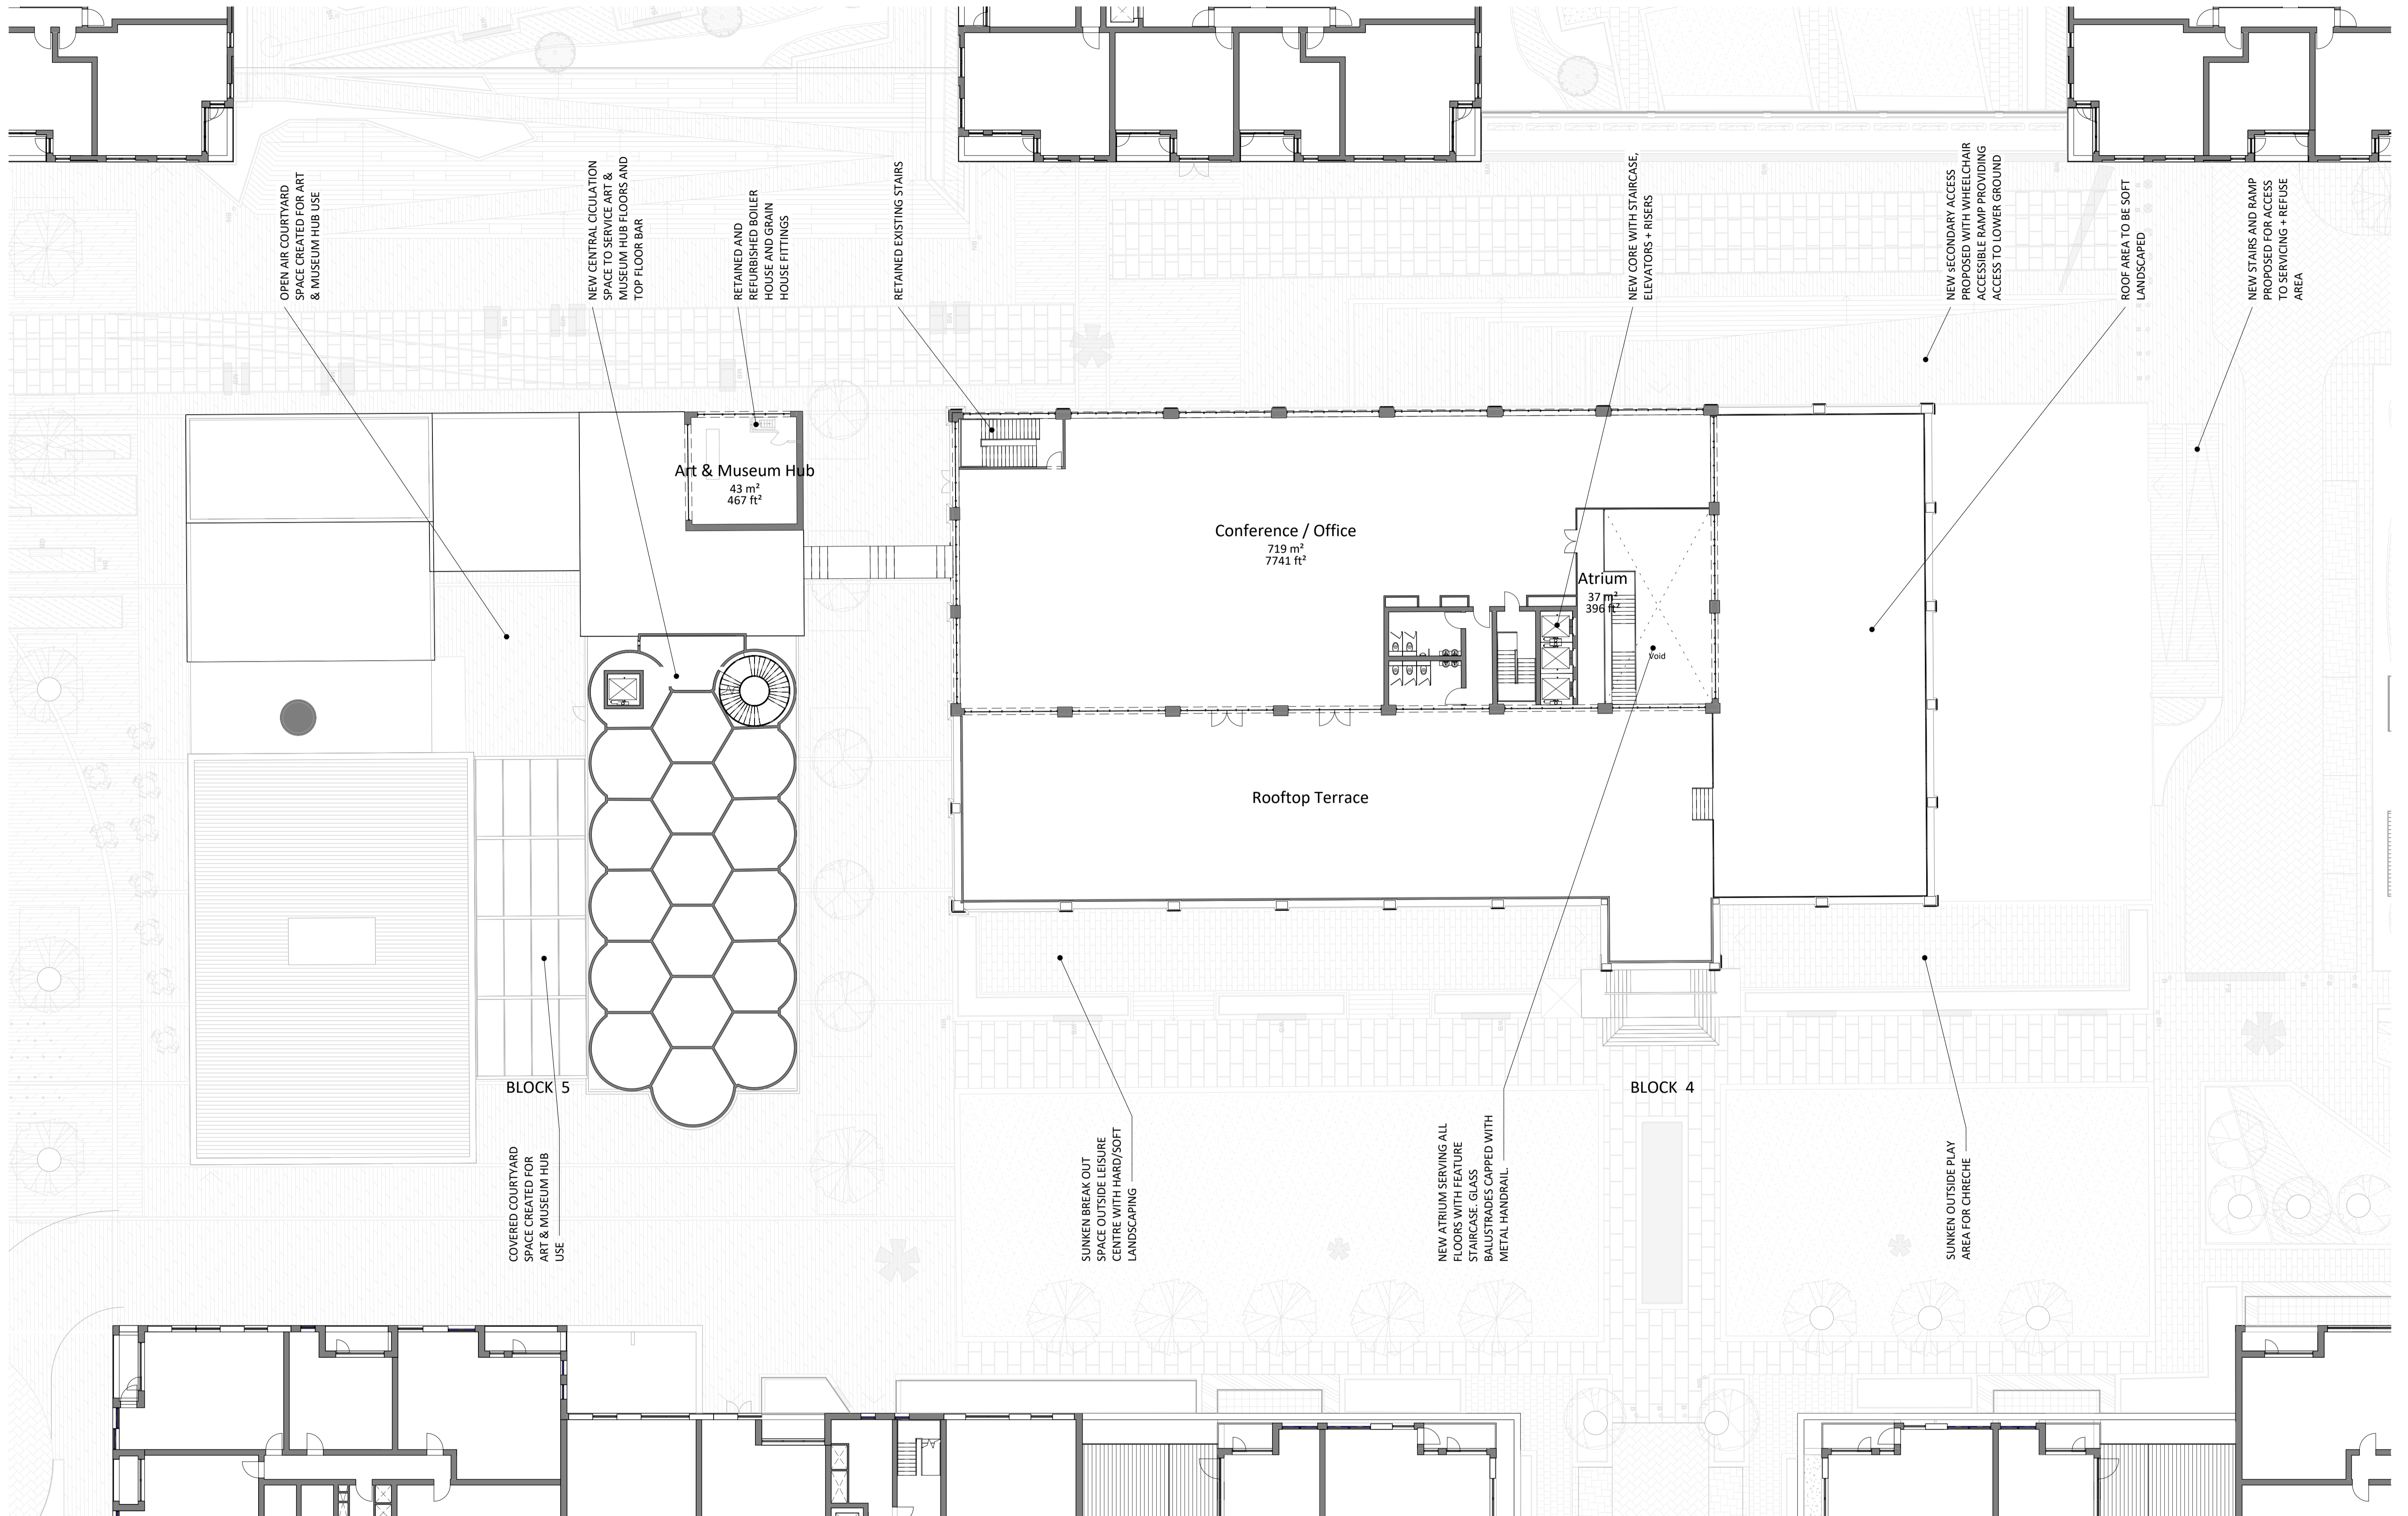 OPEN AIR COURTYARD
SPACE CREATED FOR ART
& MUSEUM HUB USE
NEW CENTRAL CICULATION
SPACE TO SERVICE ART &
MUSEUM HUB FLOORS AND
TOP FLOOR BAR
RETAINED AND
REFURBISHED BOILER
HOUSE AND GRAIN
HOUSE FITTTINGS
RETAINED EXISTING STAIRS
NEW CORE WITH STAIRCASE,
ELEVATORS + RISERS
NEW sECONDARY ACCESS
PROPOSED WITH WHEELCHAIR
ACCESSIBLE RAMP PROVIDING
ACCESS TO LOWER GROUND
ROOF AREA TO BE SOFT
LANDSCAPED
NEW STAIRS AND RAMP
PROPOSED FOR ACCESS
TO SERVICING + REFUSE
AREA
Art & Museum Hub
43 m²
467 ft²
Conference / Office
719 m²
7741 ft²
Atrium
37 m²
396 ft²
Void
Rooftop Terrace
BLOCK 5
BLOCK 4
COVERED COURTYARD
SPACE CREATED FOR
ART & MUSEUM HUB
USE
SUNKEN BREAK OUT
SPACE OUTSIDE LEISURE
CENTRE WITH HARD/SOFT
LANDSCAPING
NEW ATRIUM SERVING ALL
FLOORS WITH FEATURE
STAIRCASE. GLASS
BALUSTRADES CAPPED WITH
METAL HANDRAIL.
SUNKEN OUTSIDE PLAY
AREA FOR CHRECHE